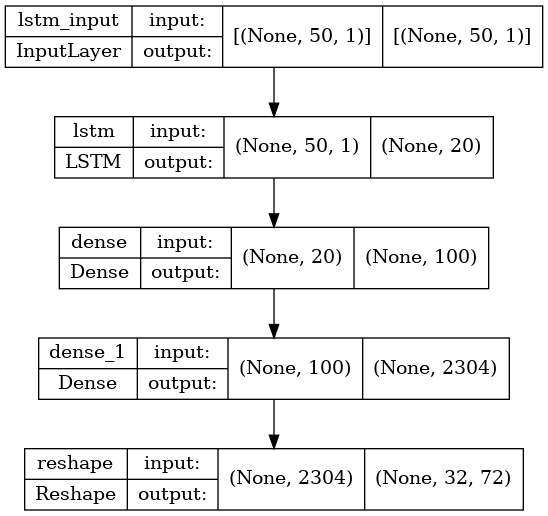 lstm_input input: [(None, 50, 1)] [(None, 50, 1)]
InputLayer output:
lstm input: (None, 50, 1) (None, 20)
LSTM output:
dense input: (None, 20) (None, 100)
Dense output:
dense_1 input: (None, 100) (None, 2304)
Dense output:
reshape input: (None, 2304) (None, 32, 72)
Reshape output: